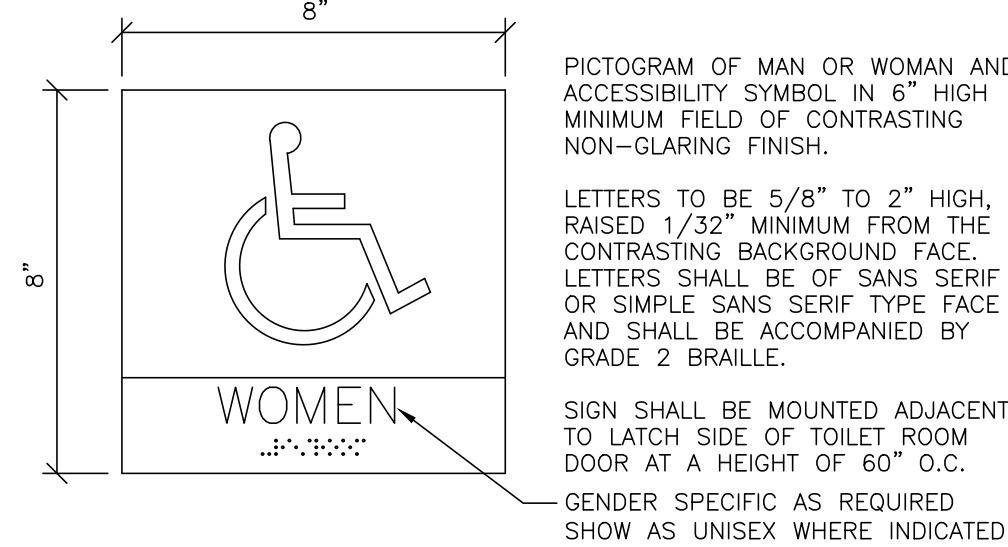 8”
PICTOGRAM OF MAN OR WOMAN AND
ACCESSIBILITY SYMBOL IN 6” HIGH
MINIMUM FIELD OF CONTRASTING
NON-GLARING FINISH.
LETTERS TO BE 5/8” TO 2” HIGH,
RAISED 1/32” MINIMUM FROM THE
CONTRASTING BACKGROUND FACE.
LETTERS SHALL BE OF SANS SERIF
OR SIMPLE SANS SERIF TYPE FACE
AND SHALL BE ACCOMPANIED BY
GRADE 2 BRAILLE.
8”
WOMEN
SIGN SHALL BE MOUNTED ADJACENT
TO LATCH SIDE OF TOILET ROOM
DOOR AT A HEIGHT OF 60” O.C.
GENDER SPECIFIC AS REQUIRED
SHOW AS UNISEX WHERE INDICATED